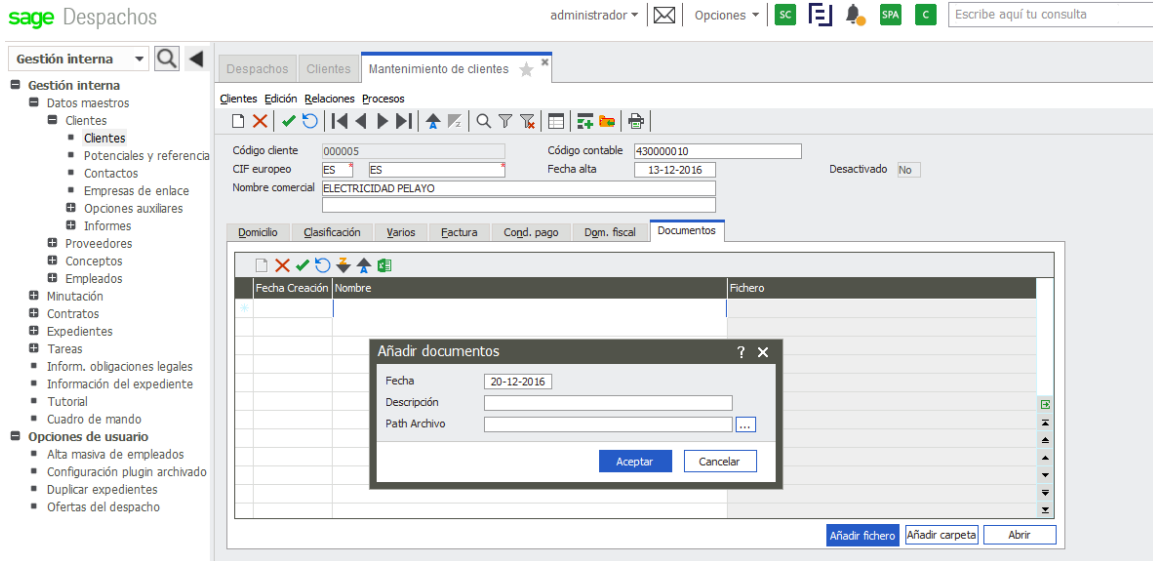 sage Despachos
administrador
Opciones
SC
SPA
C
Escribe aquí tu consulta
Gestión interna
Gestión interna
Datos maestros
Clientes
Clientes
Potenciales y referencia
Contactos
Empresas de enlace
Opciones auxiliares
Informes
Proveedores
Conceptos
Empleados
Minutación
Contratos
Expedientes
Tareas
Inform. obligaciones legales
Información del expediente
Tutorial
Cuadro de mando
Opciones de usuario
Alta masiva de empleados
Configuración plugin archivado
Duplicar expedientes
Ofertas del despacho
Despachos Clientes Mantenimiento de clientes
Clientes Edición Relaciones Procesos
Código cliente 000005 Código contable 430000010
CIF europeo ES * ES * Fecha alta 13-12-2016 Desactivado No
Nombre comercial ELECTRICIDAD PELAYO
Domicilio Clasificación Varios Factura Cond. pago Dom. fiscal Documentos
Fecha Creación Nombre Fichero
Añadir documentos ?
Fecha 20-12-2016
Descripción
Path Archivo ...
Aceptar Cancelar
Añadir fichero Añadir carpeta Abrir